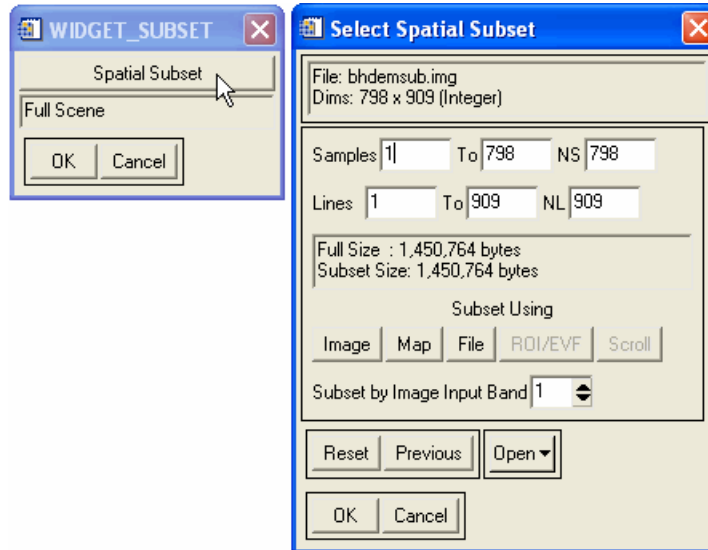 WIDGET_SUBSET
Spatial Subset
Full Scene
OK Cancel
Select Spatial Subset
File: bhdemsub.img
Dims: 798 x 909 (Integer)
Samples 1 To 798 NS 798
Lines 1 To 909 NL 909
Full Size : 1,450,764 bytes
Subset Size: 1,450,764 bytes
Subset Using
Image Map File ROI/EVF Scroll
Subset by Image Input Band 1
Reset Previous Open
OK Cancel